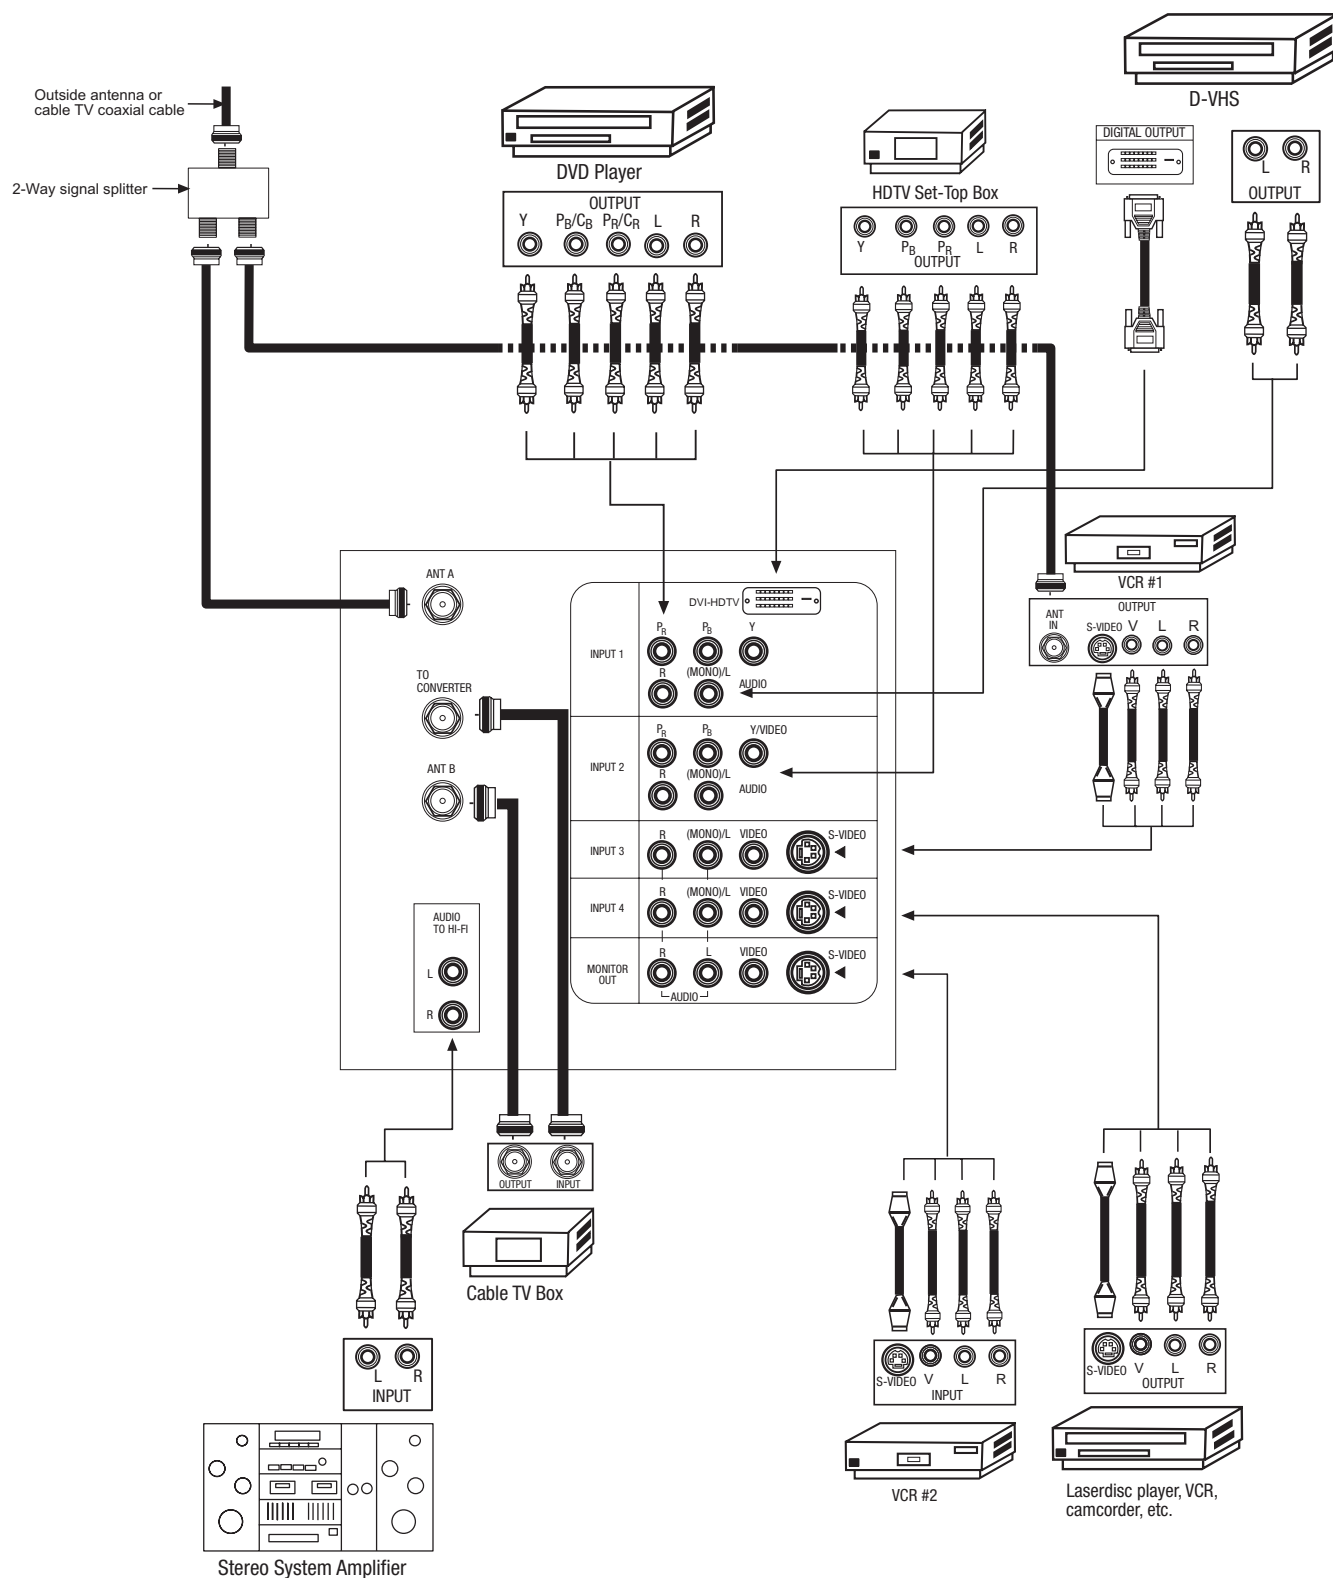 D-VHS
Outside antenna or
cable TV coaxial cable
2-Way signal splitter
DVD Player
OUTPUT
Y PB/CB PR/CR L R
HDTV Set-Top Box
Y PB PR L R
OUTPUT
DIGITAL OUTPUT
L R
OUTPUT
VCR #1
OUTPUT
ANT
IN
S-VIDEO V L R
ANT A
TO
CONVERTER
ANT B
AUDIO
TO HI-FI
L
R
DVI-HDTV
PR PB Y
INPUT 1
R (MONO)/L AUDIO
PR PB Y/VIDEO
INPUT 2
R (MONO)/L AUDIO
R (MONO)/L VIDEO S-VIDEO
INPUT 3
R (MONO)/L VIDEO S-VIDEO
INPUT 4
R L VIDEO S-VIDEO
MONITOR
OUT
AUDIO
OUTPUT INPUT
Cable TV Box
L R
INPUT
Stereo System Amplifier
S-VIDEO V L R
INPUT
VCR #2
S-VIDEO V L R
OUTPUT
Laserdisc player, VCR,
camcorder, etc.